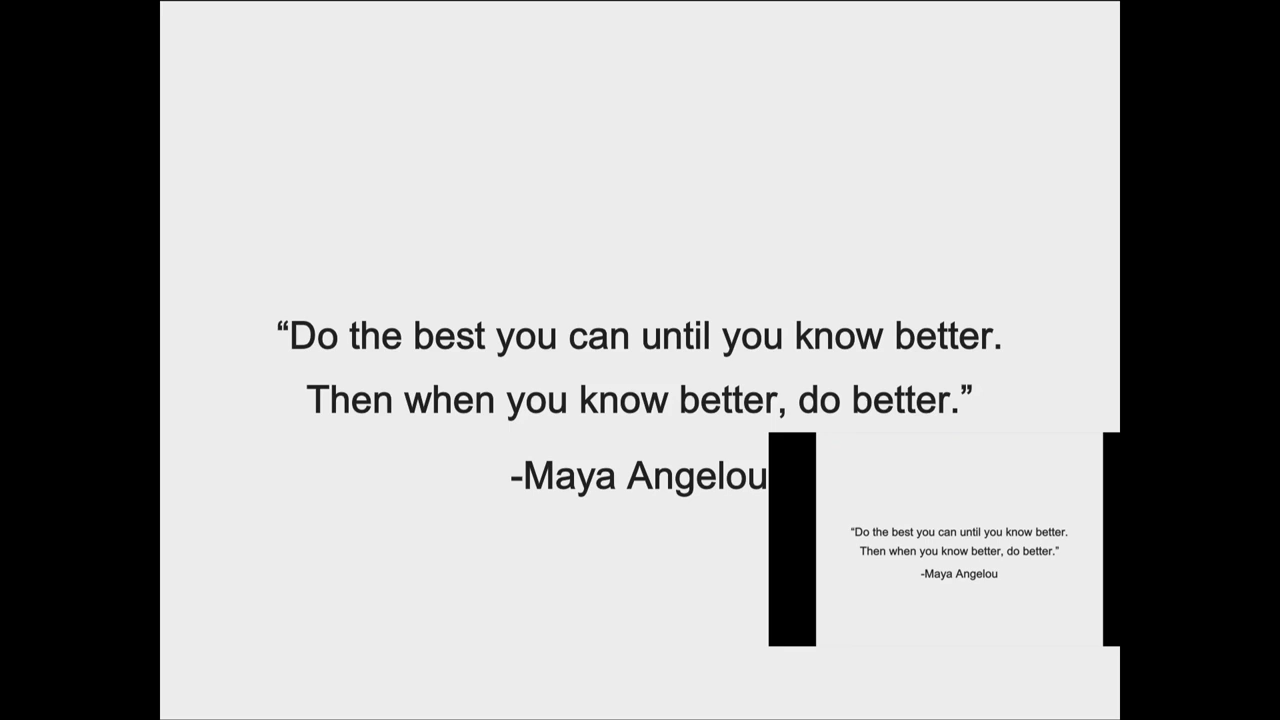 “Do the best you can until you know better.
Then when you know better, do better.”
-Maya Angelou
“Do the best you can until you know better.
Then when you know better, do better.”
-Maya Angelou